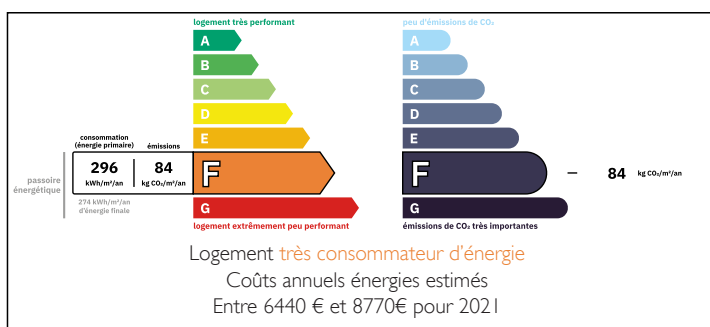 logement très performant
A
B
C
D
E
consommation
(énergie primaire)
émissions
passoire
énergétique
296
kWh/m²/an
84
kg CO₂/m²/an
F
274 kWh/m²/an
d'énergie finale
G
logement extrêmement peu performant
peu d'émissions de CO₂
A
B
C
D
E
F
84 kg CO₂/m²/an
G
émissions de CO₂ très importantes
Logement très consommateur d'énergie
Coûts annuels énergies estimés
Entre 6440 € et 8770€ pour 2021